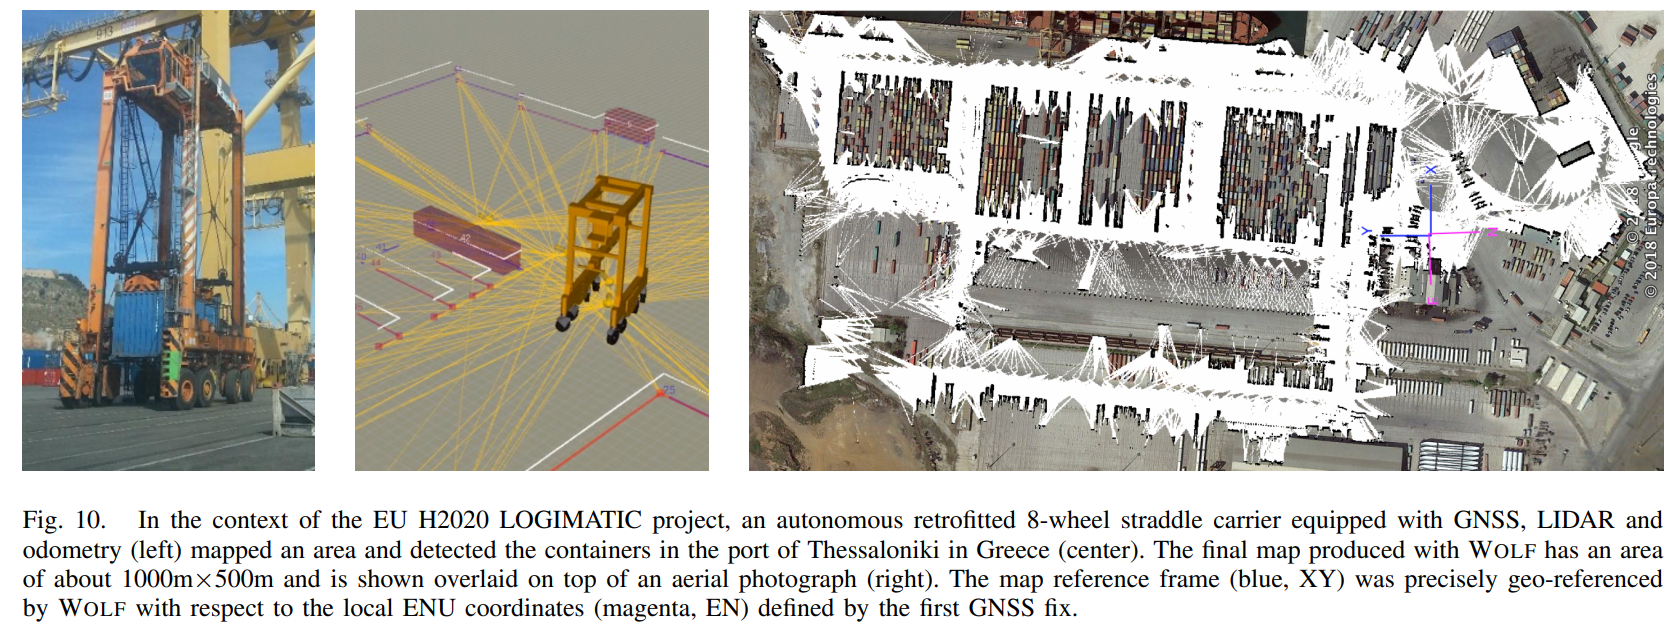 913
A2
25
X
Y
© 2018 Google
© 2018 Europa Technologies
Fig. 10. In the context of the EU H2020 LOGIMATIC project, an autonomous retrofitted 8-wheel straddle carrier equipped with GNSS, LIDAR and
odometry (left) mapped an area and detected the containers in the port of Thessaloniki in Greece (center). The final map produced with WOLF has an area
of about 1000m×500m and is shown overlaid on top of an aerial photograph (right). The map reference frame (blue, XY) was precisely geo-referenced
by WOLF with respect to the local ENU coordinates (magenta, EN) defined by the first GNSS fix.